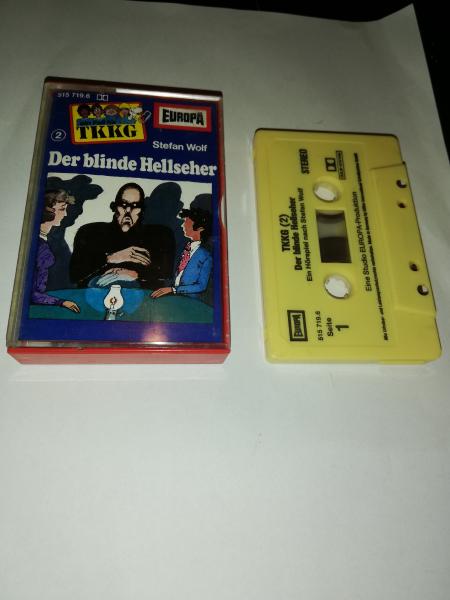 515 719.6
TKKG
EUROPA
2
Stefan Wolf
Der blinde Hellseher
STEREO
TKKG (2)
Der blinde Hellseher
Ein Hörspiel nach Stefan Wolf
Eine Studio EUROPA-Produktion
EUROPA
515 719.6
Seite
1